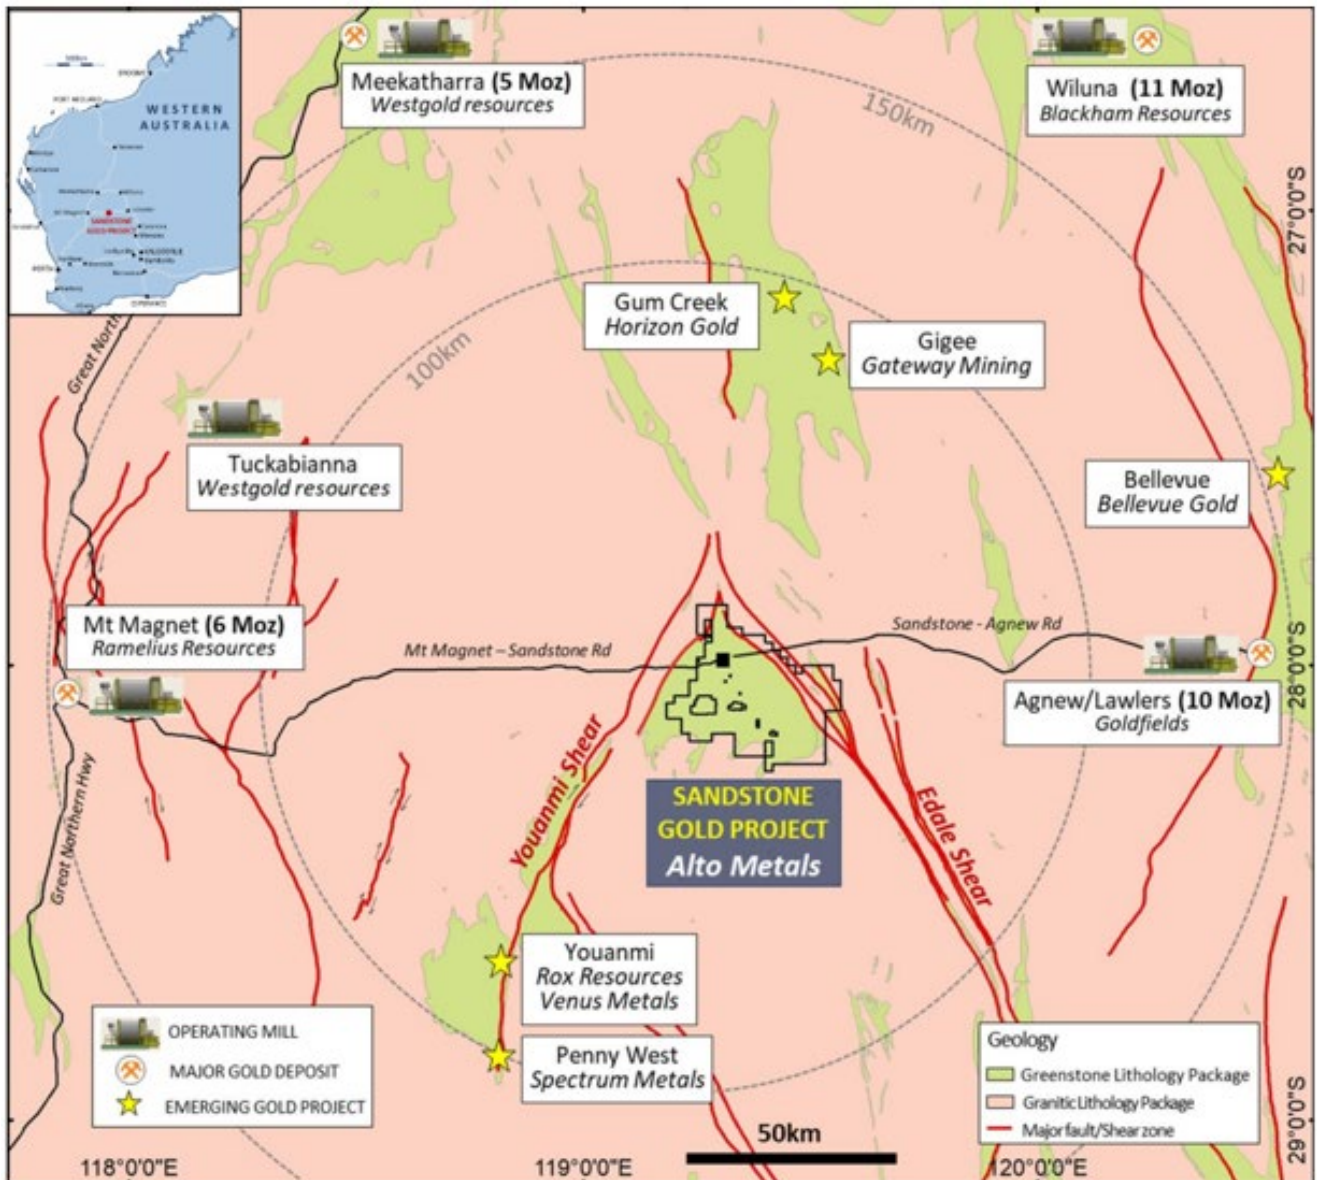 WESTERN
AUSTRALIA
SANDSTONE
GOLD PROJECT
Meekatharra (5 Moz)
Westgold resources
Wiluna (11 Moz)
Blackham Resources
150km
27°0'0"S
Gum Creek
Horizon Gold
Gigee
Gateway Mining
100km
Great North
Tuckabianna
Westgold resources
Bellevue
Bellevue Gold
Mt Magnet (6 Moz)
Ramelius Resources
Mt Magnet – Sandstone Rd
Sandstone - Agnew Rd
28°0'0"S
Agnew/Lawlers (10 Moz)
Goldfields
Youanmi Shear
Edale Shear
Great Northern Hwy
SANDSTONE
GOLD PROJECT
Alto Metals
Youanmi
Rox Resources
Venus Metals
Penny West
Spectrum Metals
OPERATING MILL
MAJOR GOLD DEPOSIT
EMERGING GOLD PROJECT
Geology
Greenstone Lithology Package
Granitic Lithology Package
Major fault/Shear zone
50km
29°0'0"S
118°0'0"E
119°0'0"E
120°0'0"E